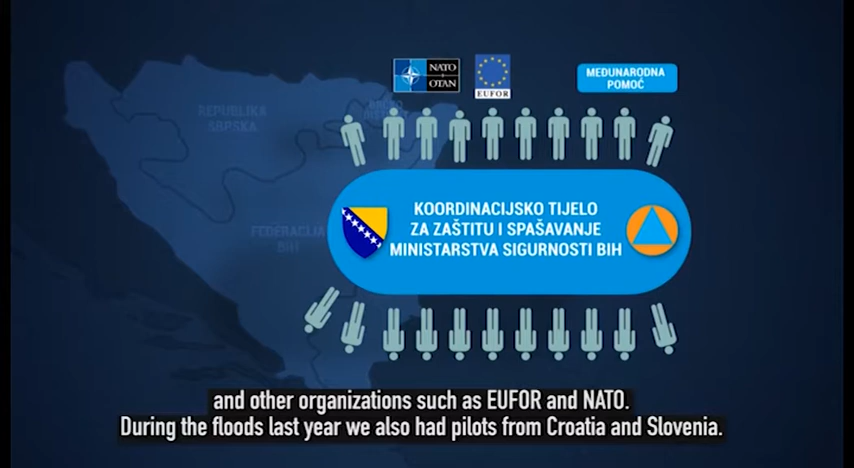 NATO
OTAN
EUFOR
MEĐUNARODNA
POMOĆ
REPUBLIKA
SRPSKA
BRČKO
FEDERACIJA
BIH
KOORDINACIJSKO TIJELO
ZA ZAŠTITU I SPAŠAVANJE
MINISTARSTVA SIGURNOSTI BIH
and other organizations such as EUFOR and NATO.
During the floods last year we also had pilots from Croatia and Slovenia.